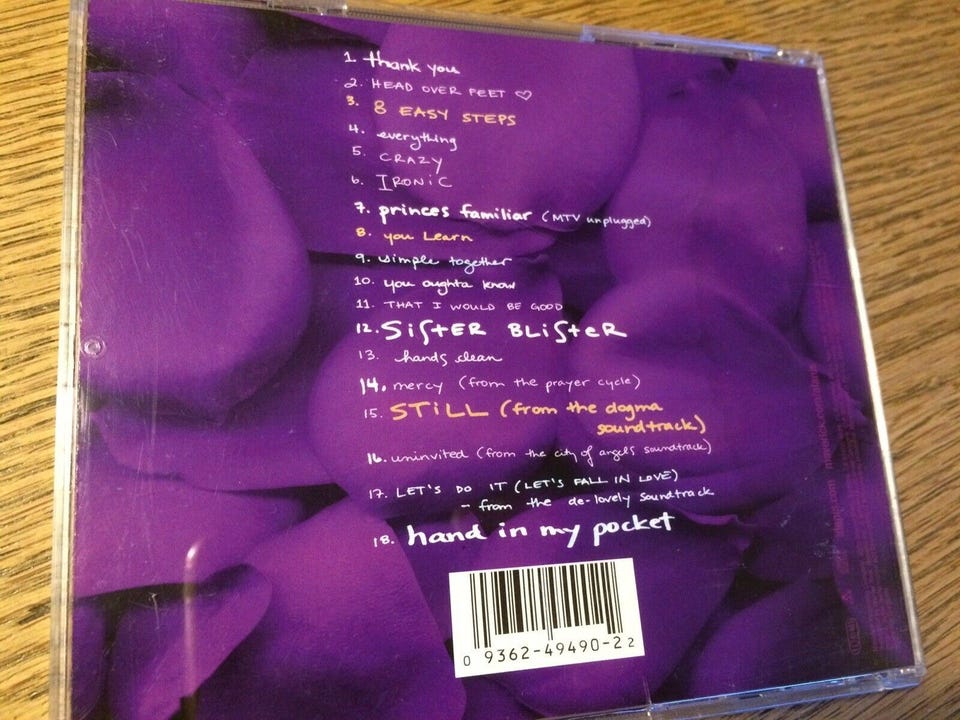 1. thank you
2. HEAD OVER FEET ♡
3. 8 EASY STEPS
4. everything
5. CRAZY
6. IRONIC
7. princes familiar (MTV unplugged)
8. you Learn
9. simple together
10. you oughta know
11. THAT I WOULD BE GOOD
12. SiSTER BLiSTeR
13. hands clean
14. mercy (from the prayer cycle)
15. STiLL (from the dogma
soundtrack)
16. uninvited (from the city of angels soundtrack)
17. LET'S DO IT (LET'S FALL IN LOVE)
- from the de-lovely soundtrack
18. hand in my pocket
0 9362-49490-2 2